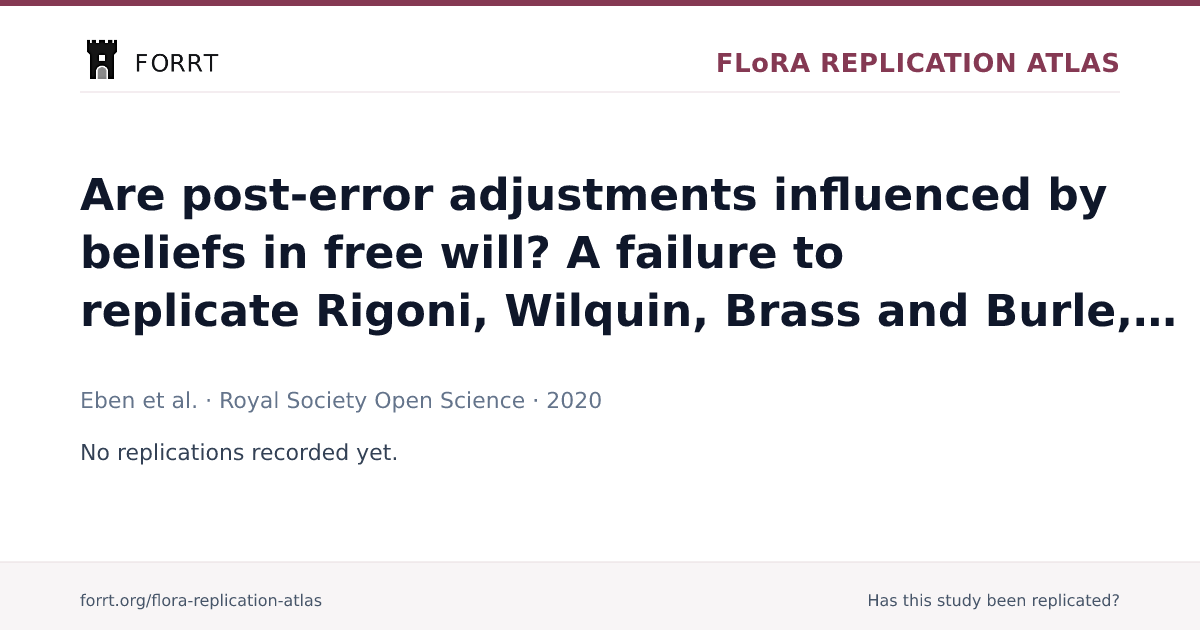 FORRT
FLoRA REPLICATION ATLAS
Are post-error adjustments influenced by
beliefs in free will? A failure to
replicate Rigoni, Wilquin, Brass and Burle,…
Eben et al. · Royal Society Open Science · 2020
No replications recorded yet.
forrt.org/flora-replication-atlas
Has this study been replicated?